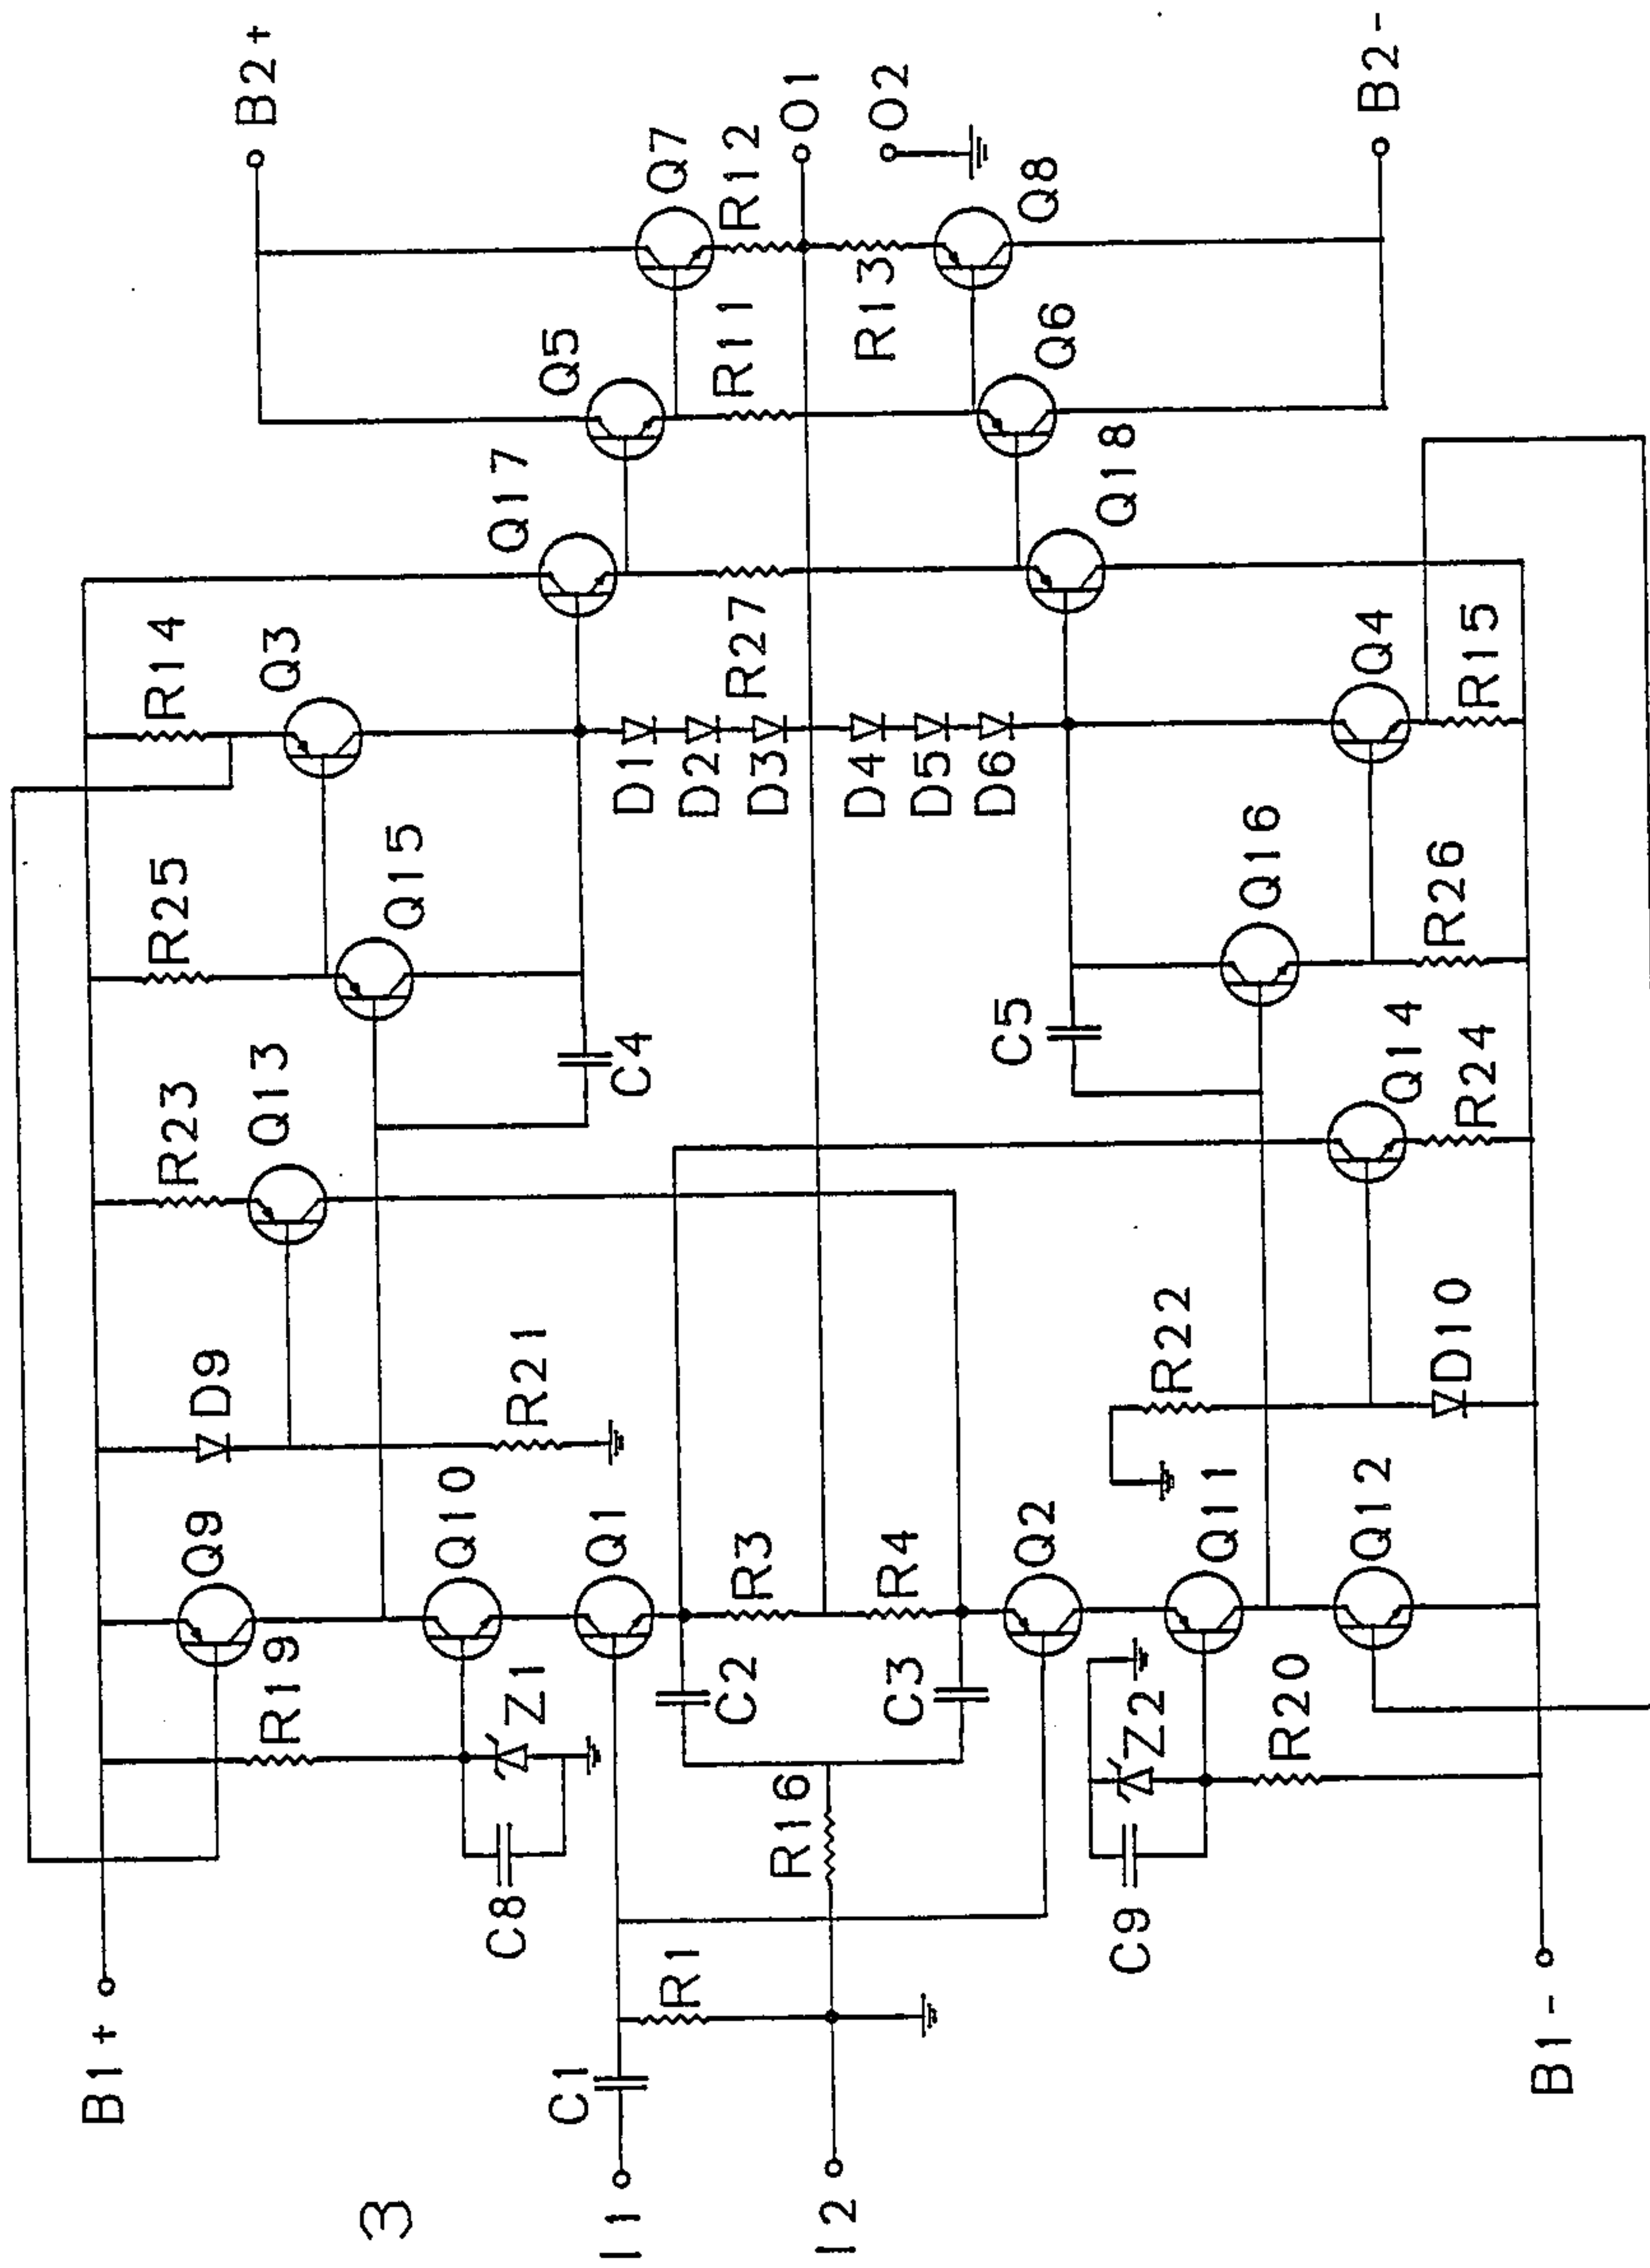 B1+
B2+
R14
R25
R23
Q3
Q17
Q5
Q7
R12
O1
O2
Q15
Q13
D9
Q9
R19
Q10
R21
C4
Z1
C8
Q1
D1
D2
D3
R27
R11
R13
Q8
Q6
D4
D5
D6
Q18
C2
R3
R4
C3
R16
R1
C1
I1
I2
3
Q2
C5
Q16
Q4
R22
Q14
Q11
Z2
C9
Q12
D10
R24
R26
R15
R20
B1-
B2-